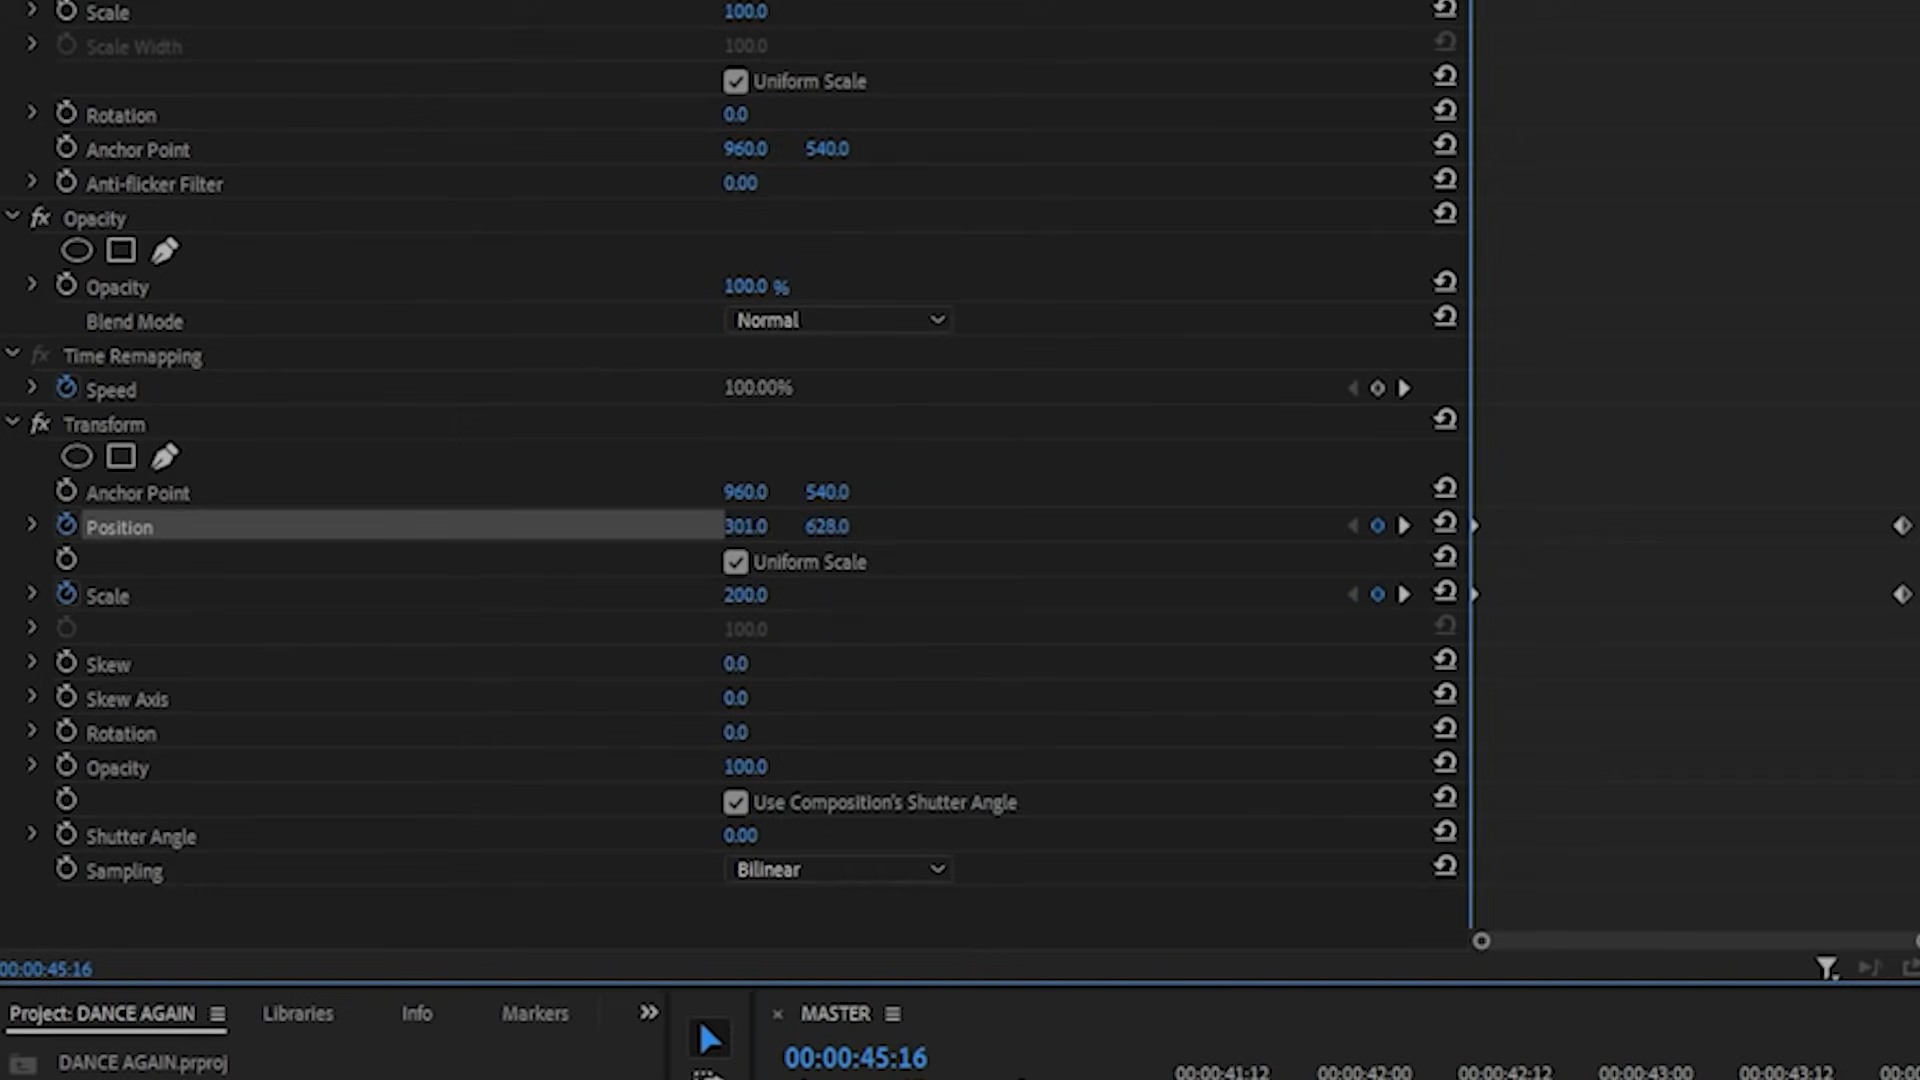 Scale 100.0
Scale Width 100.0
Uniform Scale
Rotation 0.0
Anchor Point 960.0 540.0
Anti-flicker Filter 0.00
fx Opacity
Opacity 100.0 %
Blend Mode Normal
fx Time Remapping
Speed 100.00%
fx Transform
Anchor Point 960.0 540.0
Position 301.0 628.0
Uniform Scale
Scale 200.0
100.0
Skew 0.0
Skew Axis 0.0
Rotation 0.0
Opacity 100.0
Use Composition's Shutter Angle
Shutter Angle 0.00
Sampling Bilinear
00:00:45:16
Project: DANCE AGAIN Libraries Info Markers
MASTER
DANCE AGAIN.prproj
00:00:45:16
00:00:41:12 00:00:42:00 00:00:42:12 00:00:43:00 00:00:43:12